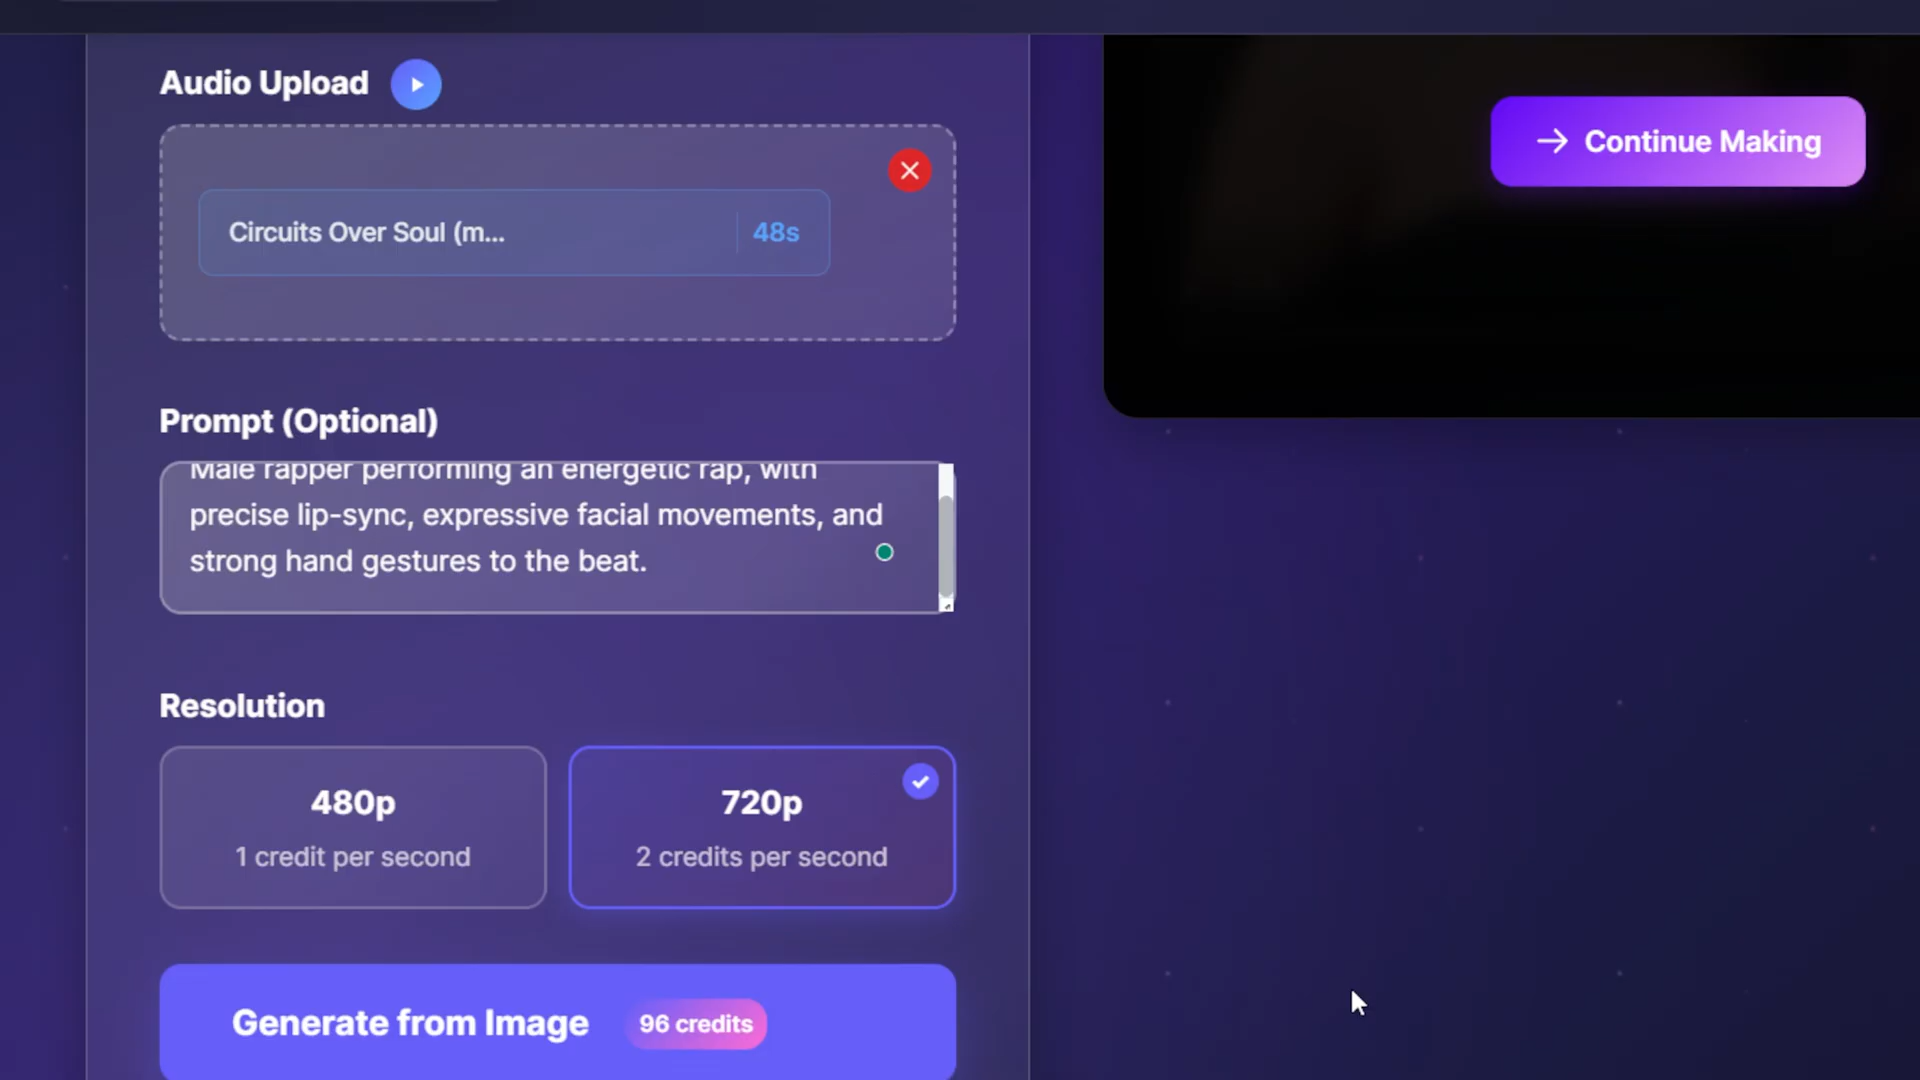 Audio Upload
Circuits Over Soul (m...
48s
Prompt (Optional)
Male rapper performing an energetic rap, with
precise lip-sync, expressive facial movements, and
strong hand gestures to the beat.
Resolution
480p
1 credit per second
720p
2 credits per second
Generate from Image
96 credits
Continue Making